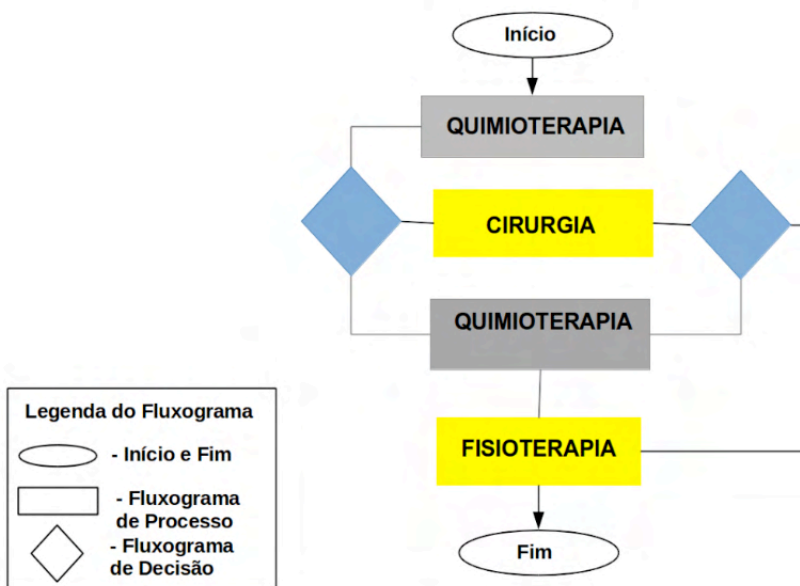 Início
QUIMIOTERAPIA
CIRURGIA
QUIMIOTERAPIA
FISIOTERAPIA
Fim
Legenda do Fluxograma
- Início e Fim
- Fluxograma
de Processo
- Fluxograma
de Decisão